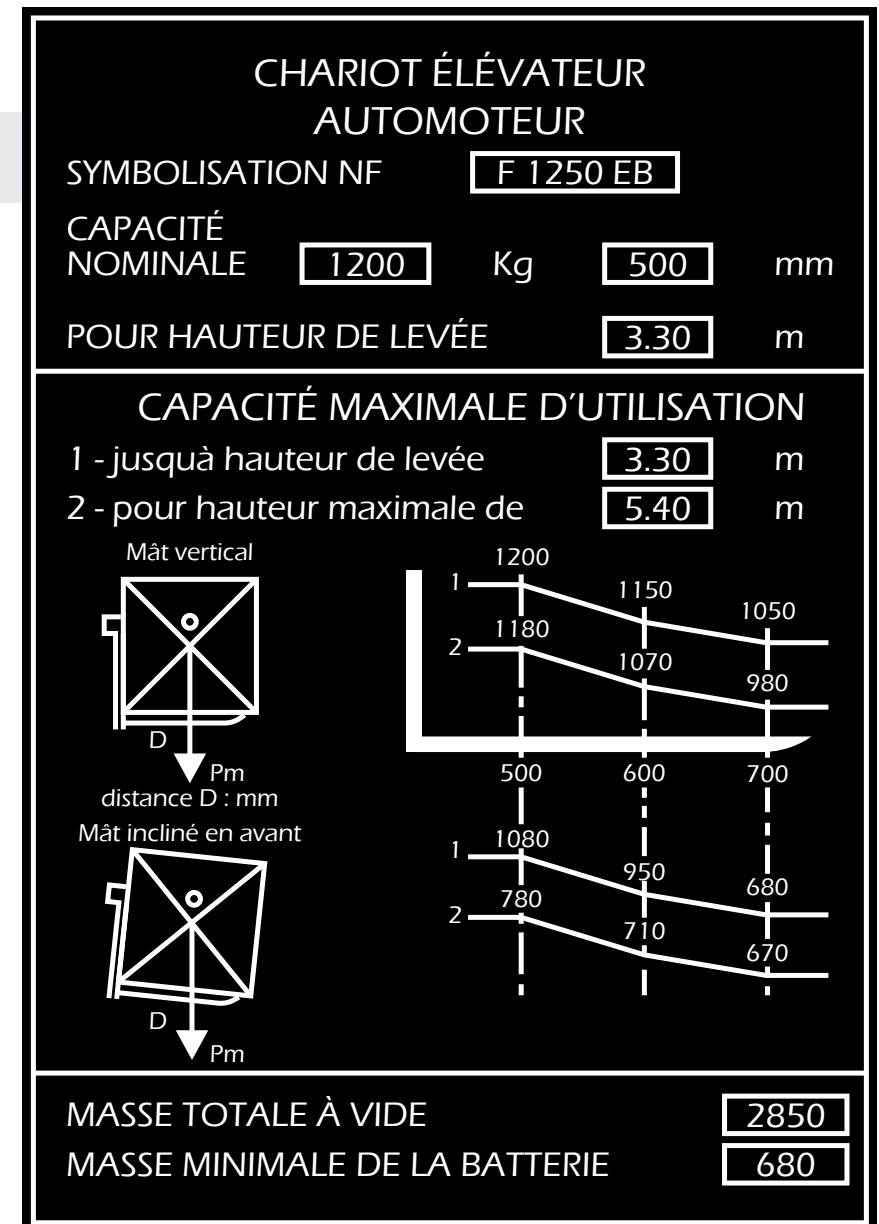 CHARIOT ÉLÉVATEUR
AUTOMOTEUR
SYMBOLISATION NF F 1250 EB
CAPACITÉ
NOMINALE 1200 Kg 500 mm
POUR HAUTEUR DE LEVÉE 3.30 m
CAPACITÉ MAXIMALE D'UTILISATION
1 - jusquà hauteur de levée 3.30 m
2 - pour hauteur maximale de 5.40 m
Mât vertical
D
Pm
distance D : mm
1200
1 1150 1050
1180
2 1070 980
500 600 700
Mât incliné en avant
D
Pm
1080
1 950 680
780
2 710 670
MASSE TOTALE À VIDE 2850
MASSE MINIMALE DE LA BATTERIE 680